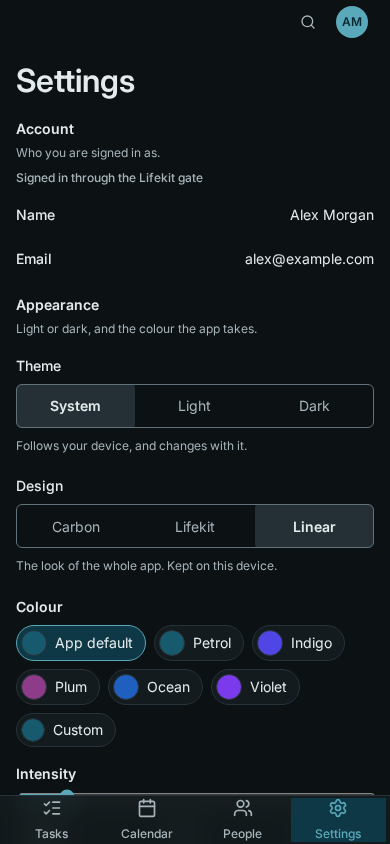 AM
Settings
Account
Who you are signed in as.
Signed in through the Lifekit gate
Name Alex Morgan
Email alex@example.com
Appearance
Light or dark, and the colour the app takes.
Theme
System Light Dark
Follows your device, and changes with it.
Design
Carbon Lifekit Linear
The look of the whole app. Kept on this device.
Colour
App default Petrol Indigo
Plum Ocean Violet
Custom
Intensity
Tasks Calendar People Settings